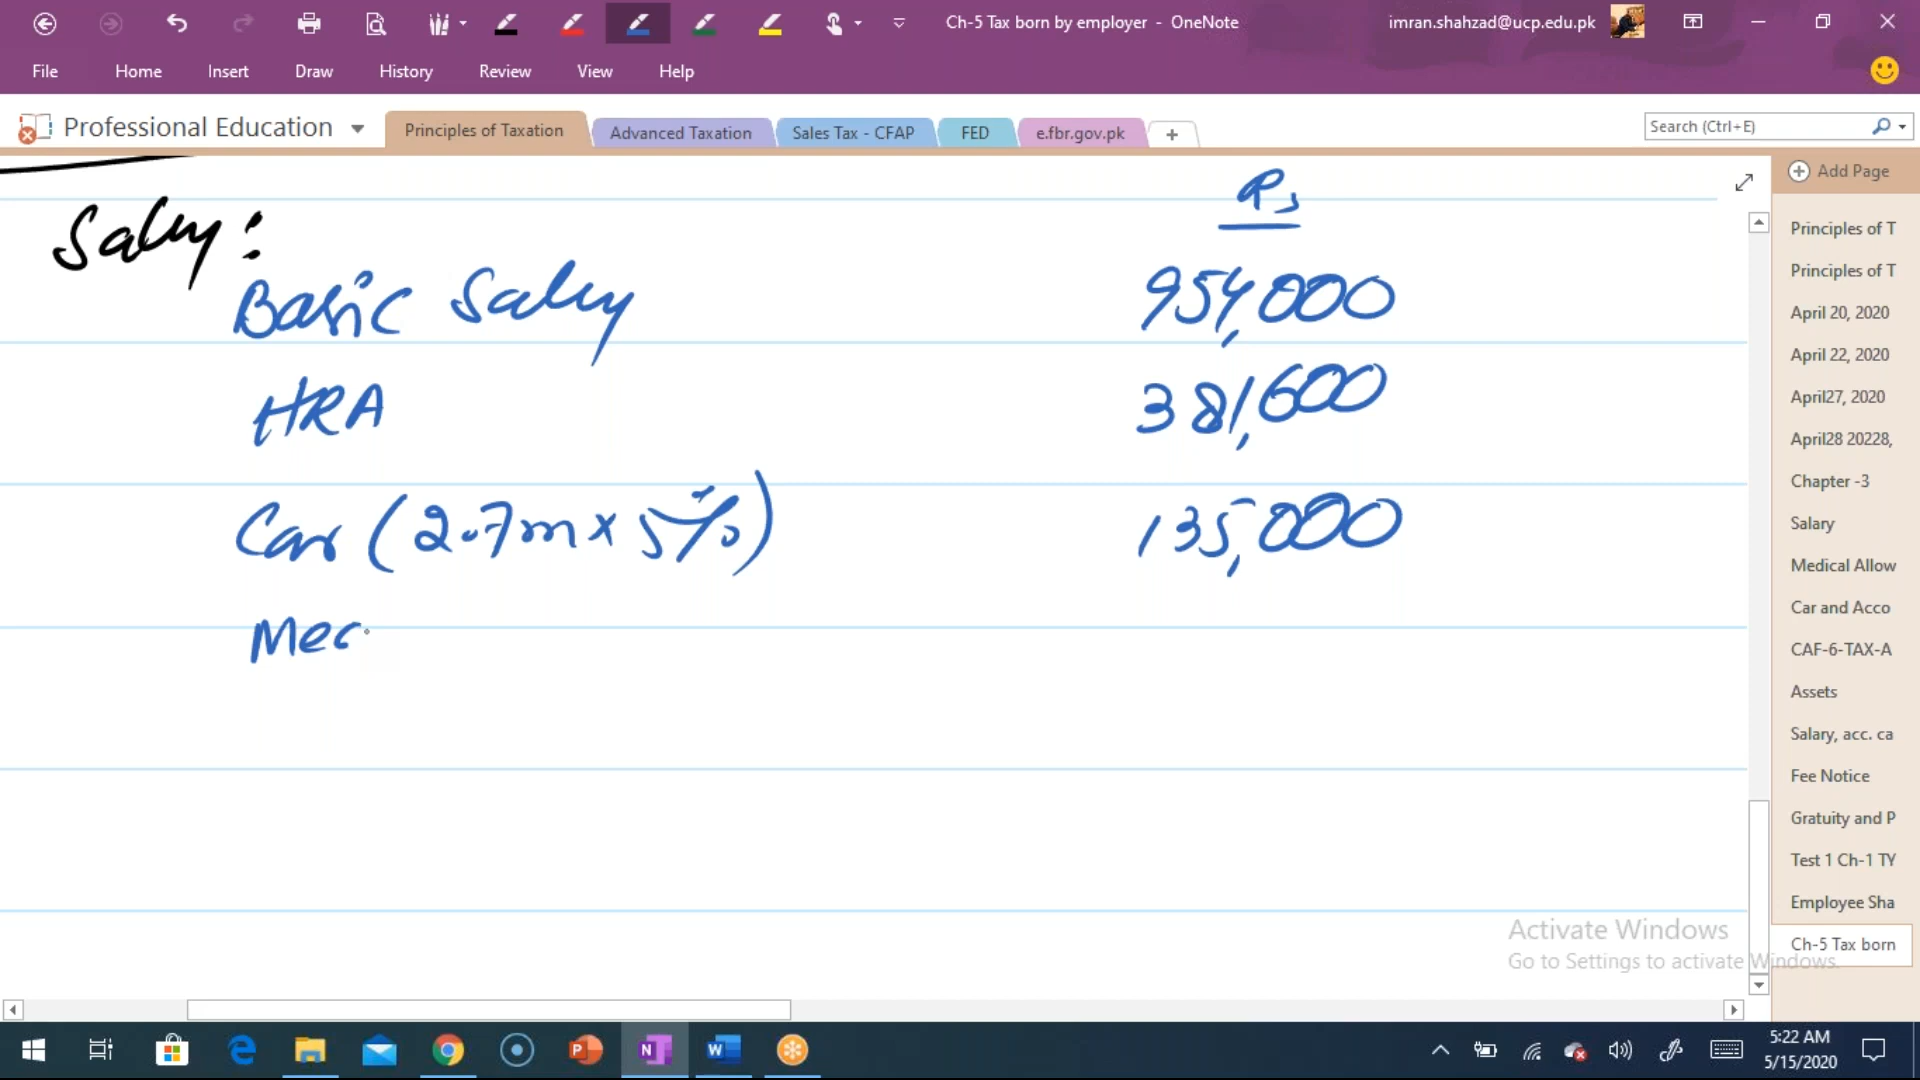 Ch-5 Tax born by employer - OneNote
imran.shahzad@ucp.edu.pk
File Home Insert Draw History Review View Help
Professional Education
Principles of Taxation Advanced Taxation Sales Tax - CFAP FED e.fbr.gov.pk +
Search (Ctrl+E)
Add Page
Rs
Salary:
Basic Salary 954,000
HRA 381,600
Car (2.7m x 5%) 135,000
Mec
Principles of T
Principles of T
April 20, 2020
April 22, 2020
April27, 2020
April28 20228,
Chapter -3
Salary
Medical Allow
Car and Acco
CAF-6-TAX-A
Assets
Salary, acc. ca
Fee Notice
Gratuity and P
Test 1 Ch-1 TY
Employee Sha
Ch-5 Tax born
Activate Windows
Go to Settings to activate Windows.
5:22 AM
5/15/2020